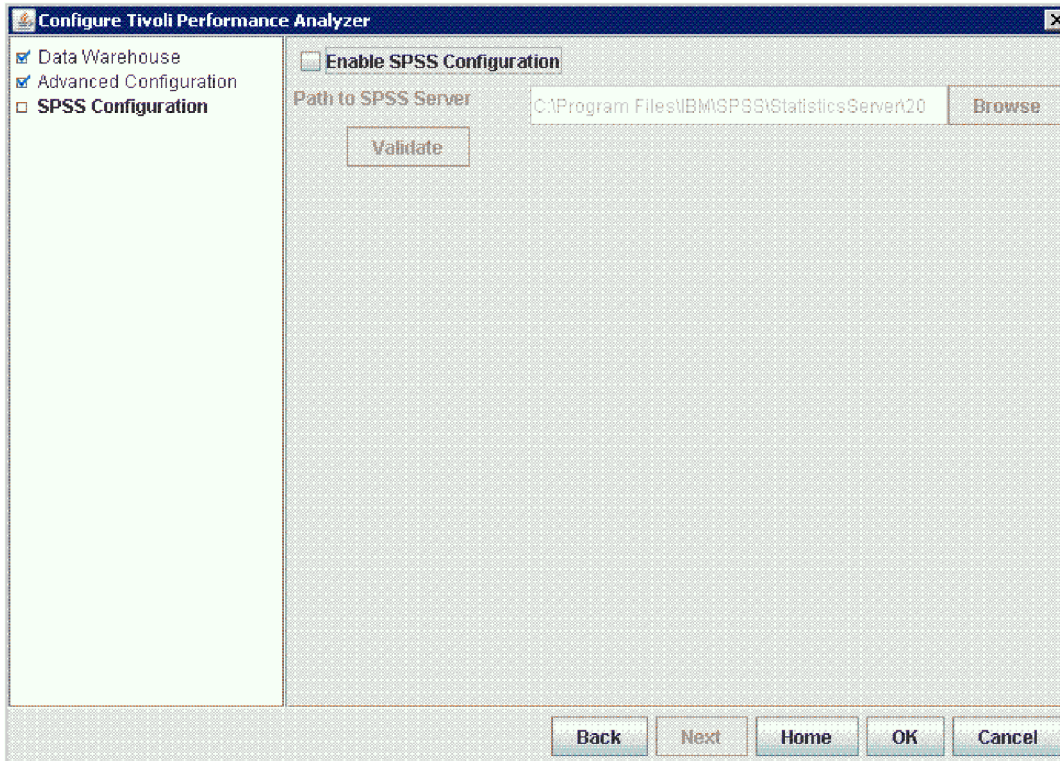 Configure Tivoli Performance Analyzer
Data Warehouse
Advanced Configuration
SPSS Configuration
Enable SPSS Configuration
Path to SPSS Server
C:\Program Files\IBM\SPSS\StatisticsServer\20
Browse
Validate
Back
Next
Home
OK
Cancel